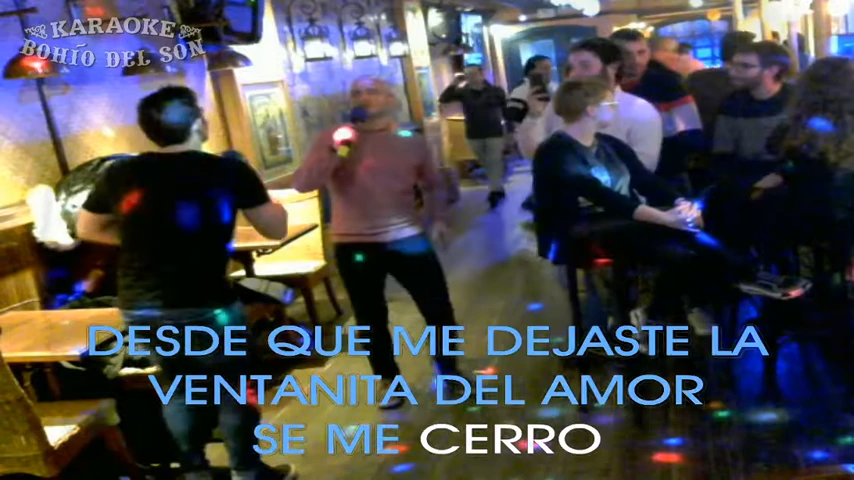 KARAOKE
BOHÍO DEL SON
DESDE QUE ME DEJASTE LA
VENTANITA DEL AMOR
SE ME CERRO